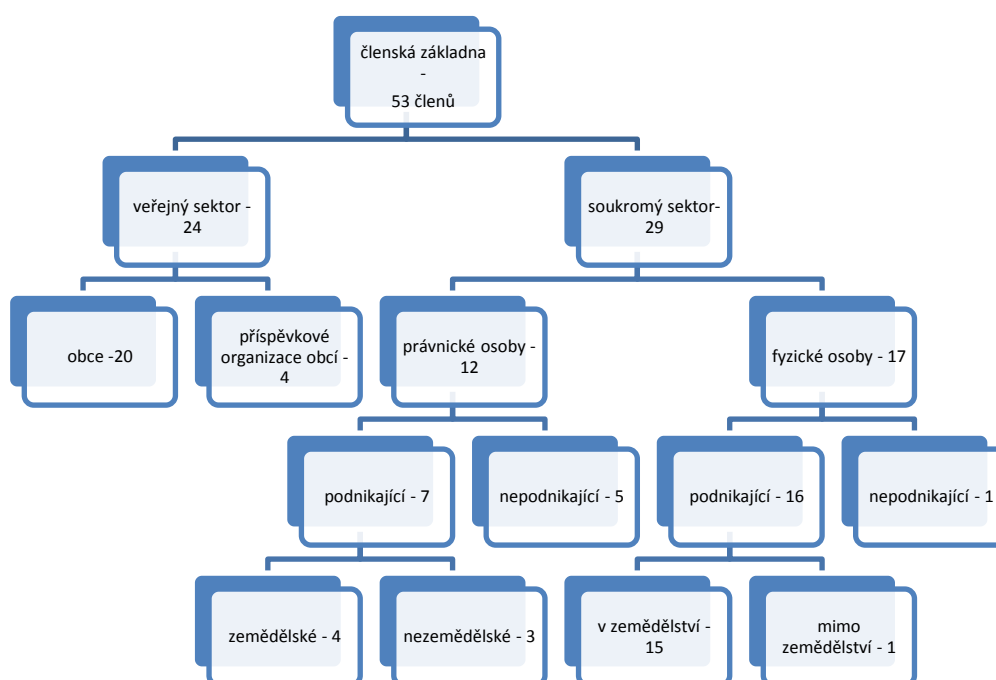 členská základna
-
53 členů
veřejný sektor -
24
soukromý sektor-
29
obce -20
příspěvkové
organizace obcí -
4
právnické osoby -
12
fyzické osoby - 17
podnikající - 7
nepodnikající - 5
podnikající - 16
nepodnikající - 1
zemědělské - 4
nezemědělské - 3
v zemědělství -
15
mimo
zemědělství - 1